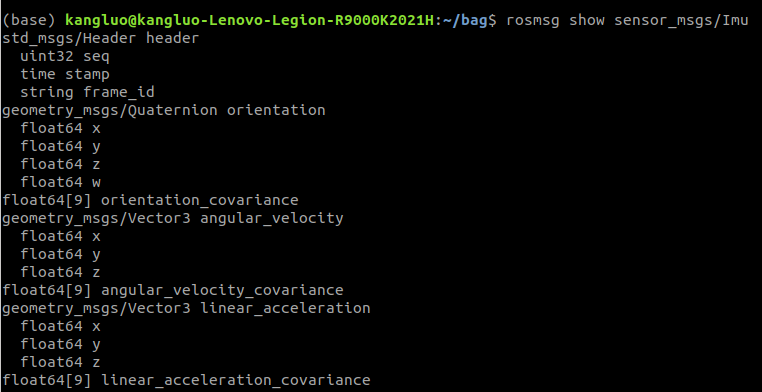 (base) kangluo@kangluo-Lenovo-Legion-R9000K2021H:~/bag$ rosmsg show sensor_msgs/Imu
std_msgs/Header header
  uint32 seq
  time stamp
  string frame_id
geometry_msgs/Quaternion orientation
  float64 x
  float64 y
  float64 z
  float64 w
float64[9] orientation_covariance
geometry_msgs/Vector3 angular_velocity
  float64 x
  float64 y
  float64 z
float64[9] angular_velocity_covariance
geometry_msgs/Vector3 linear_acceleration
  float64 x
  float64 y
  float64 z
float64[9] linear_acceleration_covariance